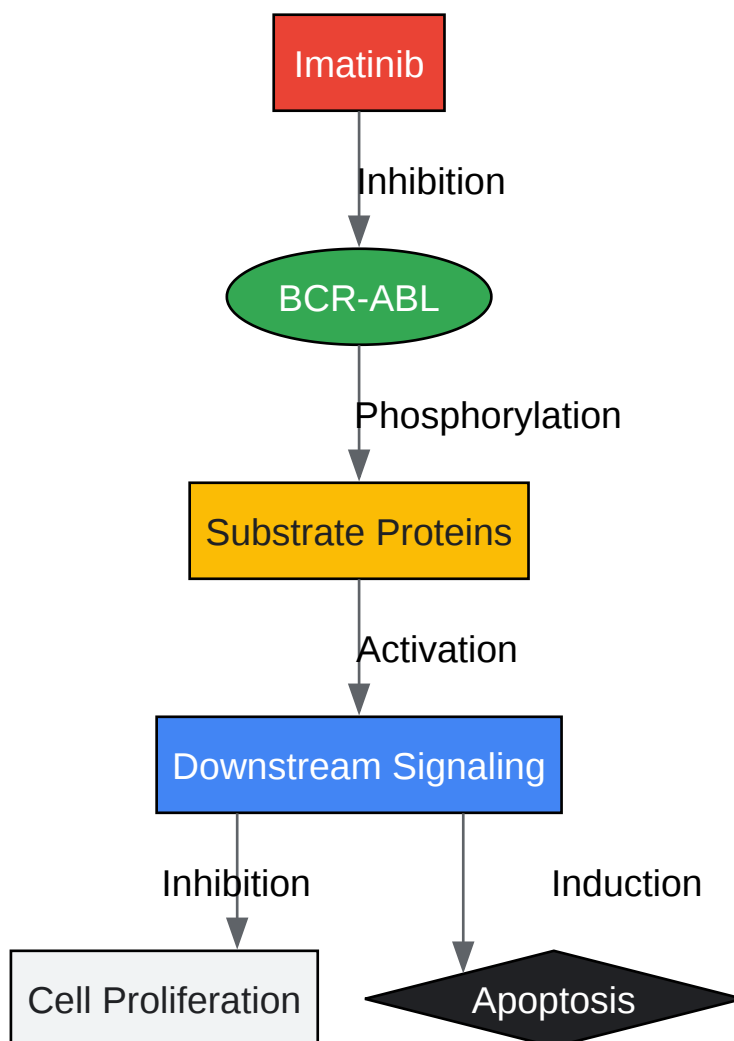 Imatinib
Inhibition
BCR-ABL
Phosphorylation
Substrate Proteins
Activation
Downstream Signaling
Inhibition
Induction
Cell Proliferation
Apoptosis